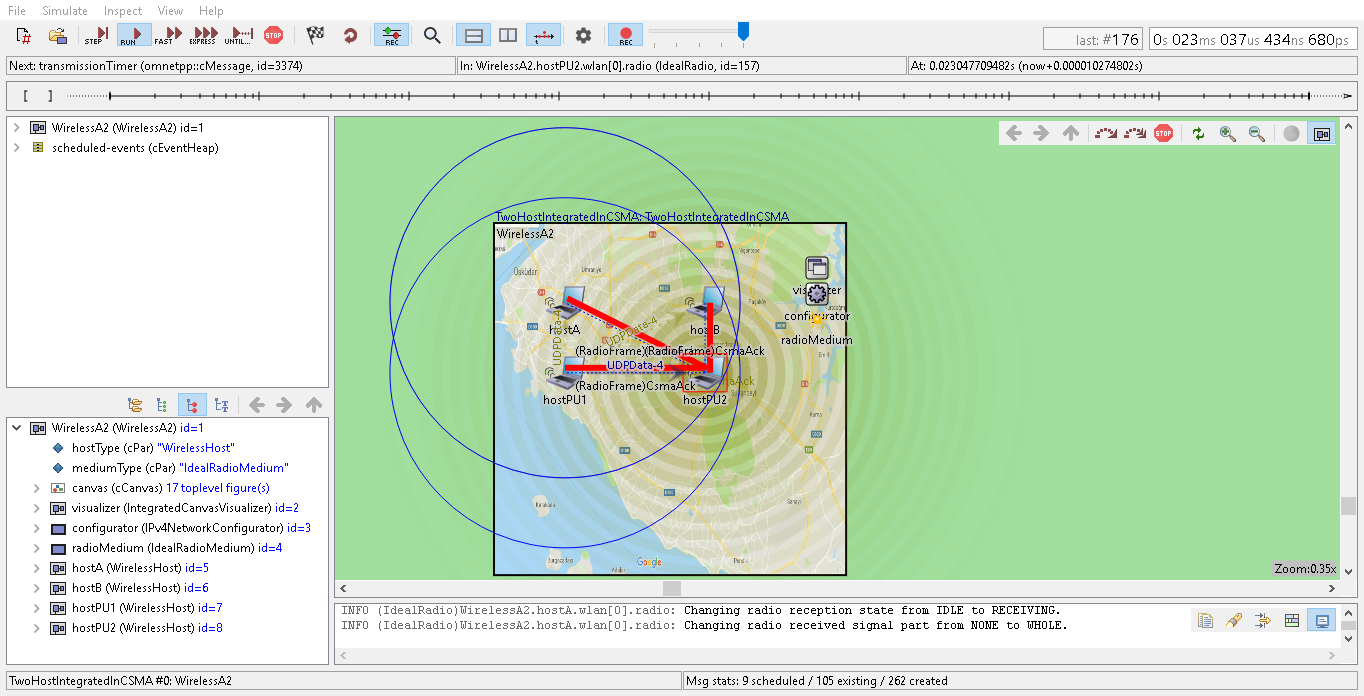 File Simulate Inspect View Help
STEP RUN FAST EXPRESS UNTIL... STOP REC REC
last: #176 0s 023ms 037us 434ns 680ps
Next: transmissionTimer (omnetpp::cMessage, id=3374) In: WirelessA2.hostPU2.wlan[0].radio (IdealRadio, id=157) At: 0.023047709482s (now+0.000010274802s)
[ ]
WirelessA2 (WirelessA2) id=1
scheduled-events (cEventHeap)
STOP
TwoHostIntegratedInCSMA: TwoHostIntegratedInCSMA
WirelessA2
Üsküdar
Ümraniye
visualizer
configurator
radioMedium
hostA
hostB
UDPData-4
UDPData-4
(RadioFrame)(RadioFrame)CsmaAck
UDPData-4
(RadioFrame)CsmaAck
hostPU1
hostPU2
Google
Pendik
Adalar
Zoom:0.35x
WirelessA2 (WirelessA2) id=1
hostType (cPar) "WirelessHost"
mediumType (cPar) "IdealRadioMedium"
canvas (cCanvas) 17 toplevel figure(s)
visualizer (IntegratedCanvasVisualizer) id=2
configurator (IPv4NetworkConfigurator) id=3
radioMedium (IdealRadioMedium) id=4
hostA (WirelessHost) id=5
hostB (WirelessHost) id=6
hostPU1 (WirelessHost) id=7
hostPU2 (WirelessHost) id=8
INFO (IdealRadio)WirelessA2.hostA.wlan[0].radio: Changing radio reception state from IDLE to RECEIVING.
INFO (IdealRadio)WirelessA2.hostA.wlan[0].radio: Changing radio received signal part from NONE to WHOLE.
TwoHostIntegratedInCSMA #0: WirelessA2 Msg stats: 9 scheduled / 105 existing / 262 created